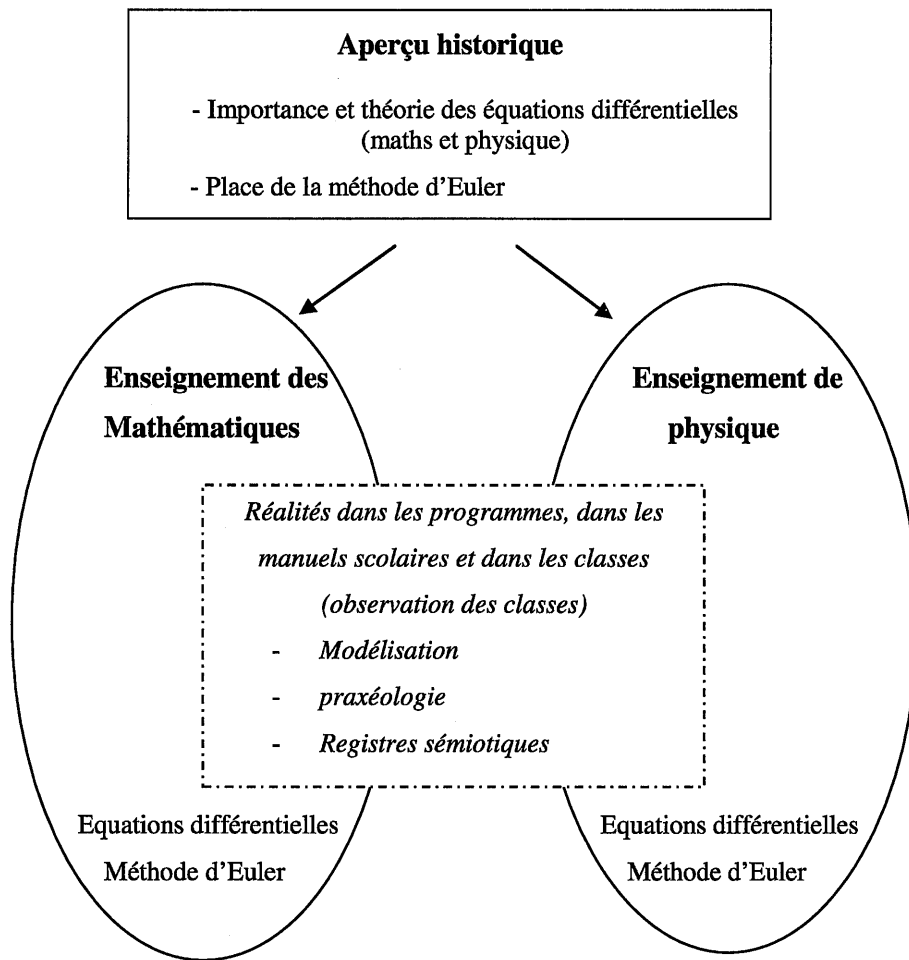 Aperçu historique
- Importance et théorie des équations différentielles
(maths et physique)
- Place de la méthode d'Euler
Enseignement des
Mathématiques
Enseignement de
physique
Réalités dans les programmes, dans les
manuels scolaires et dans les classes
(observation des classes)
- Modélisation
- praxéologie
- Registres sémiotiques
Equations différentielles
Méthode d'Euler
Equations différentielles
Méthode d'Euler